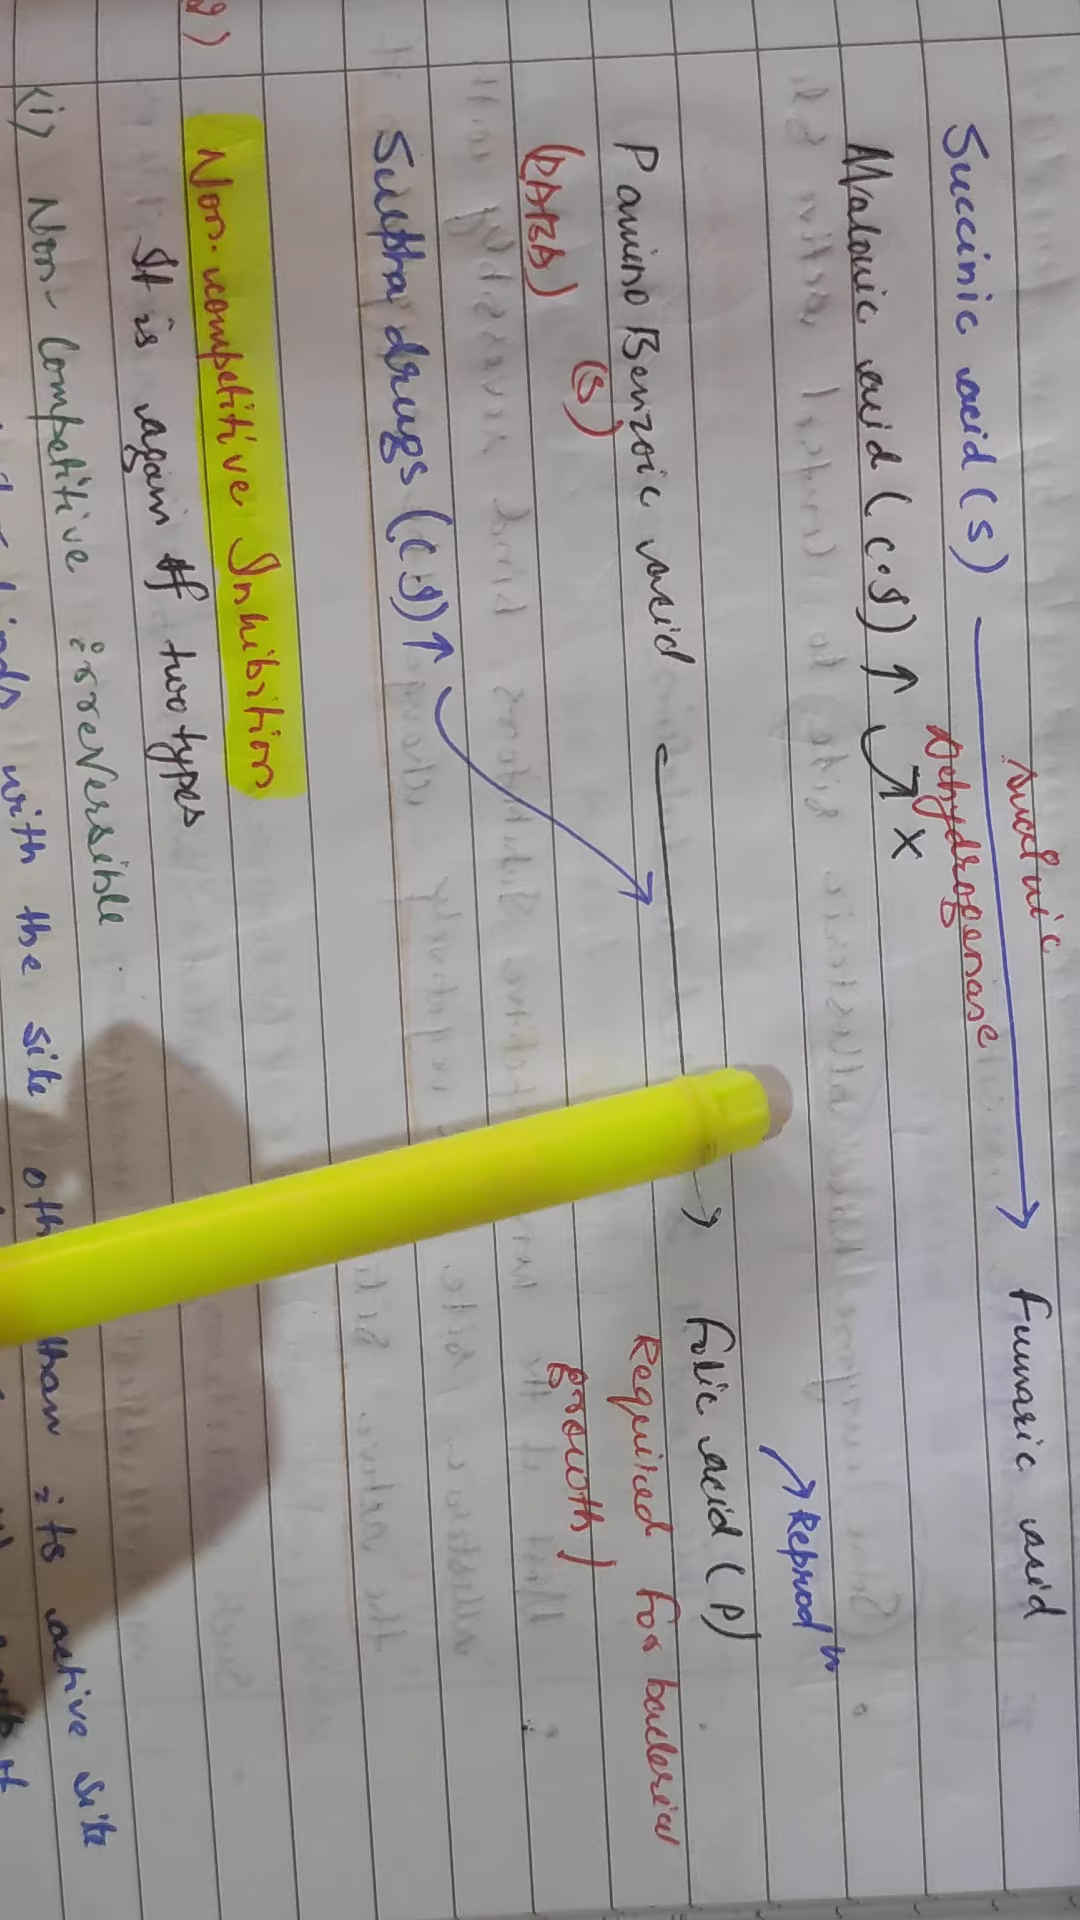 Succinic
Succinic acid (S) Fumaric acid
Dehydrogenase
Malonic acid (C.I) ↑ x
→ Reprodn
P amino Benzoic acid → folic acid (P)
(PABB) (S) Required for bacterial
growth)
Sulpha drugs (C.I) ↑
Non-competitive Inhibition
It is again of two types
(i) Non-Competitive irreversible
with the site than its active site